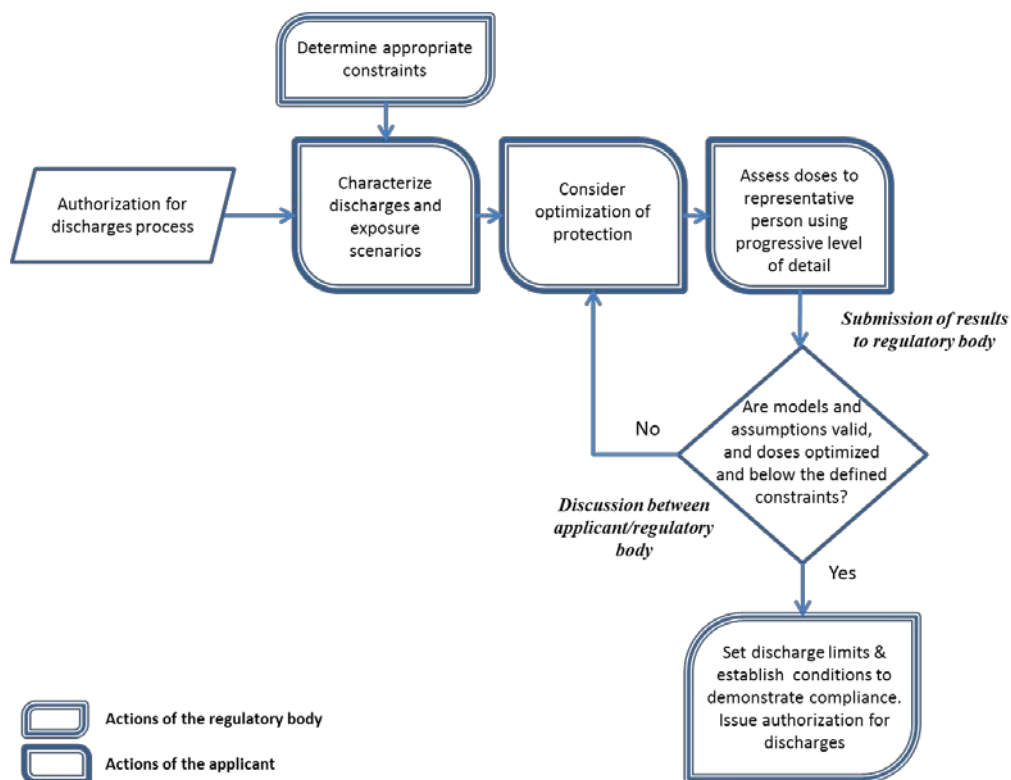 Determine appropriate
constraints
Authorization for
discharges process
Characterize
discharges and
exposure
scenarios
Consider
optimization of
protection
Assess doses to
representative
person using
progressive level
of detail
Submission of results
to regulatory body
Are models and
assumptions valid,
and doses optimized
and below the defined
constraints?
No
Discussion between
applicant/regulatory
body
Yes
Set discharge limits &
establish conditions to
demonstrate compliance.
Issue authorization for
discharges
Actions of the regulatory body
Actions of the applicant